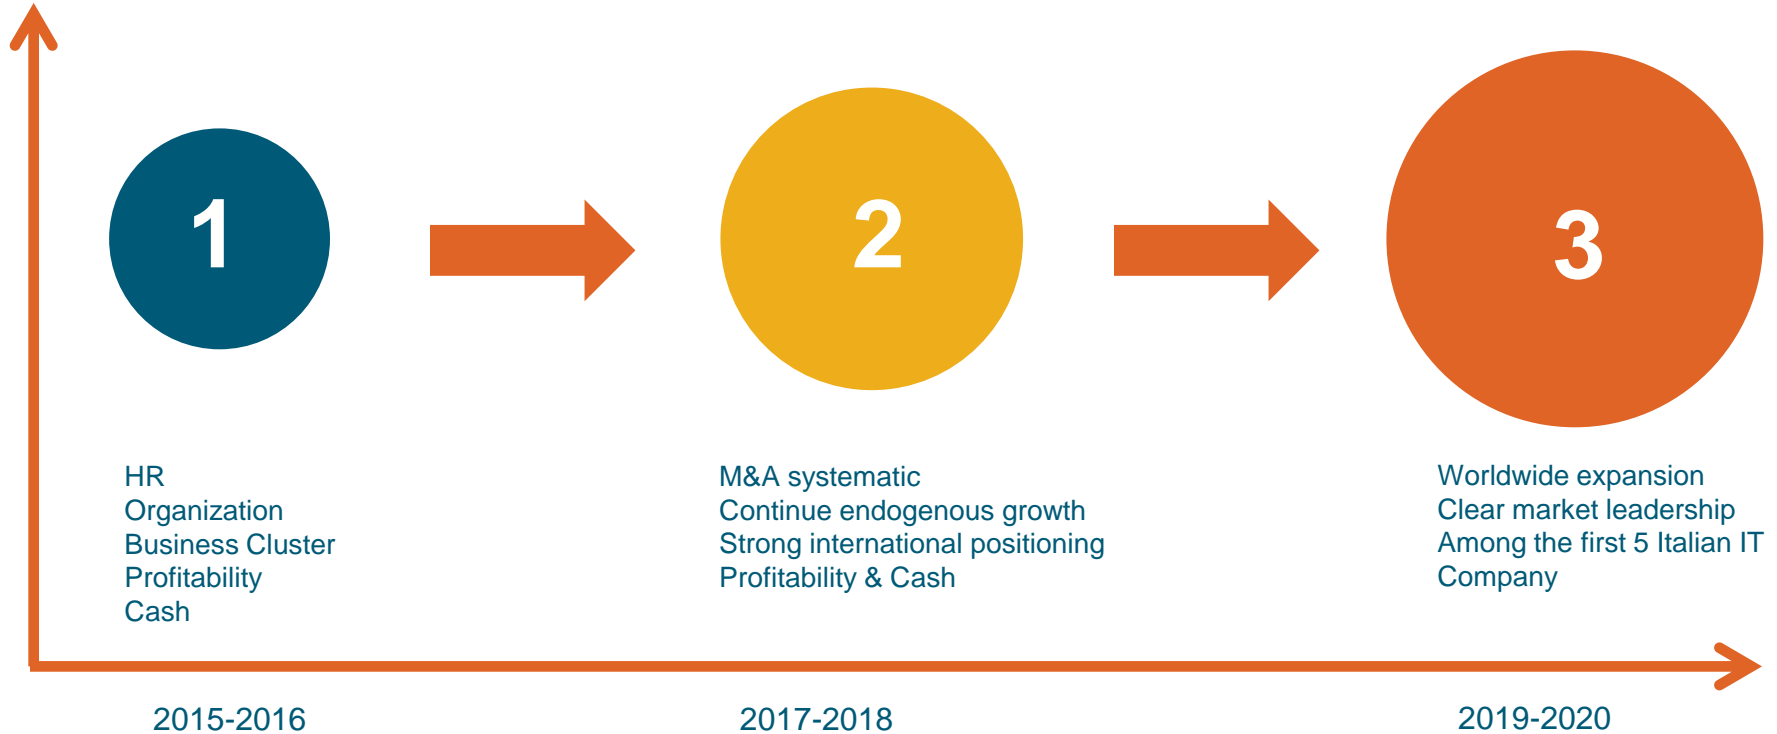 1
2
3
HR
Organization
Business Cluster
Profitability
Cash
M&A systematic
Continue endogenous growth
Strong international positioning
Profitability & Cash
Worldwide expansion
Clear market leadership
Among the first 5 Italian IT
Company
2015-2016
2017-2018
2019-2020